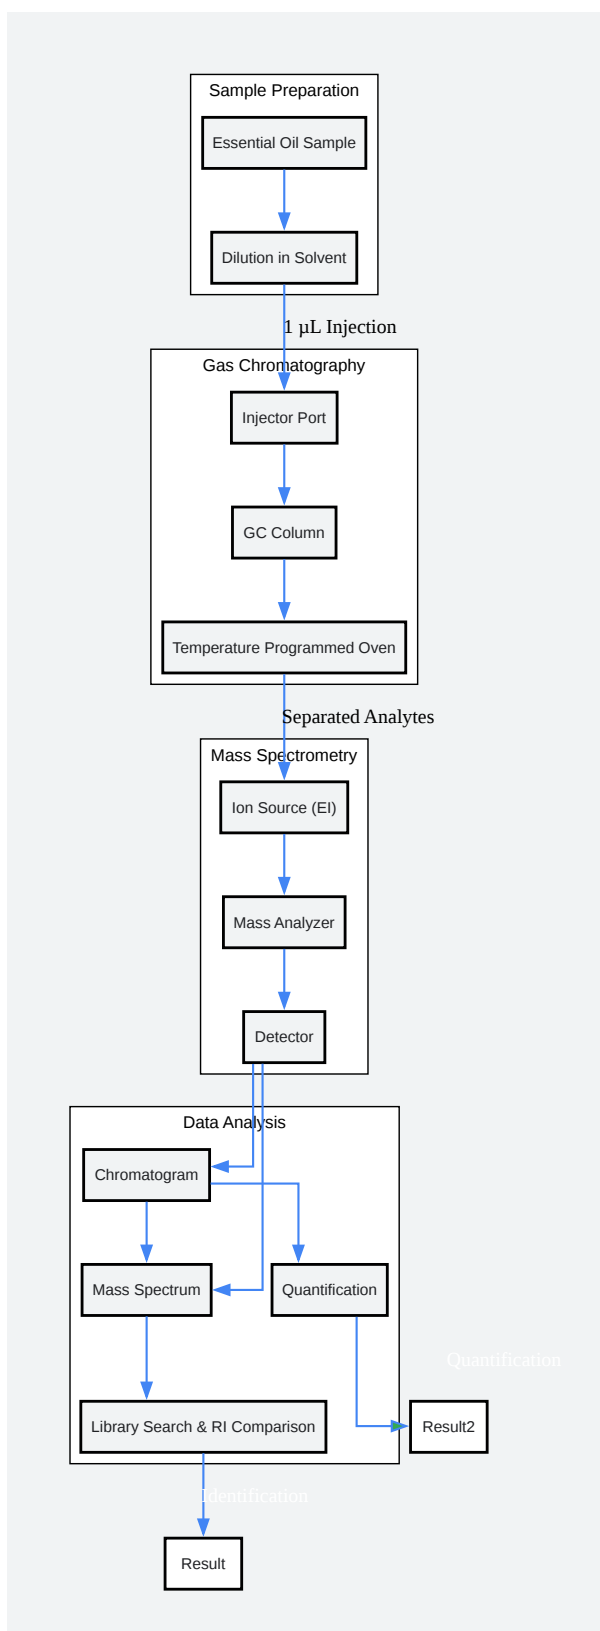 Sample Preparation
Essential Oil Sample
Dilution in Solvent
1 µL Injection
Gas Chromatography
Injector Port
GC Column
Temperature Programmed Oven
Separated Analytes
Mass Spectrometry
Ion Source (EI)
Mass Analyzer
Detector
Data Analysis
Chromatogram
Mass Spectrum
Quantification
Quantification
Library Search & RI Comparison
Result2
Identification
Result